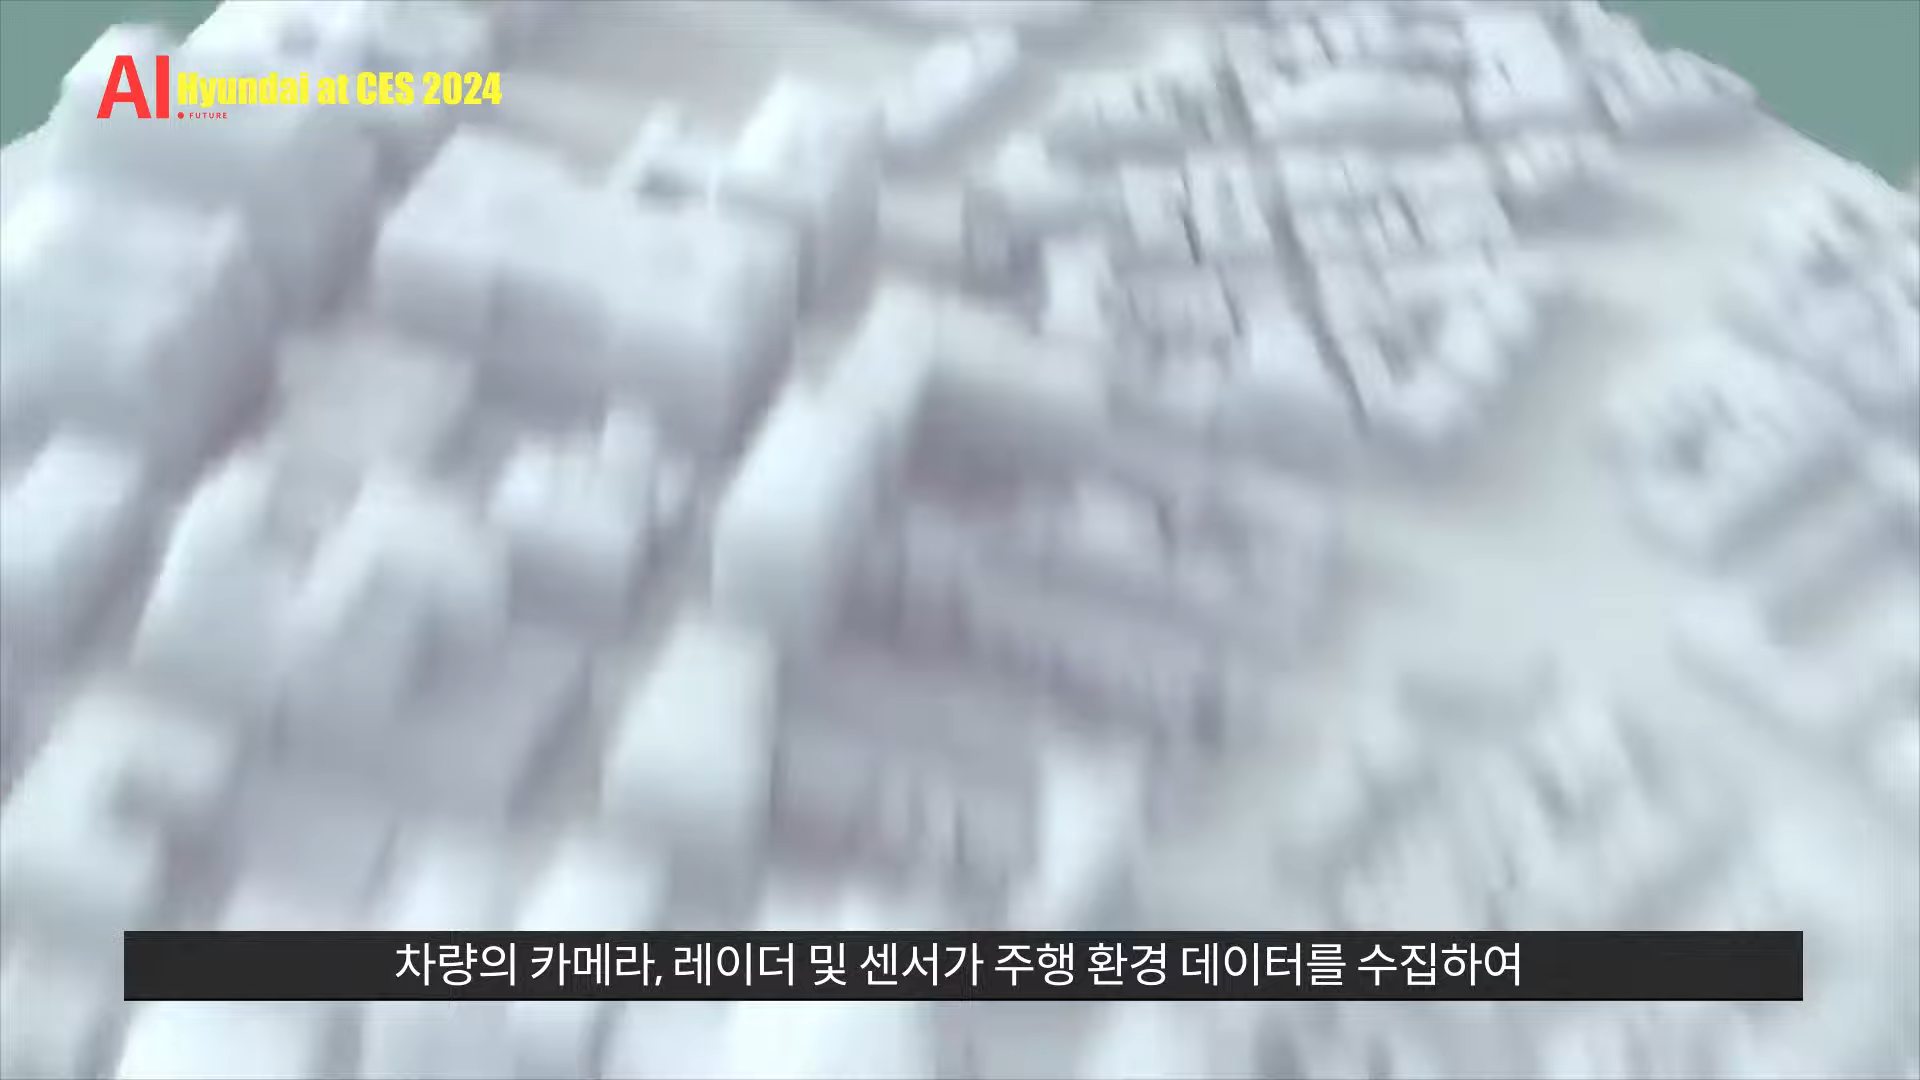 AI Hyundai at CES 2024
FUTURE
차량의 카메라, 레이더 및 센서가 주행 환경 데이터를 수집하여